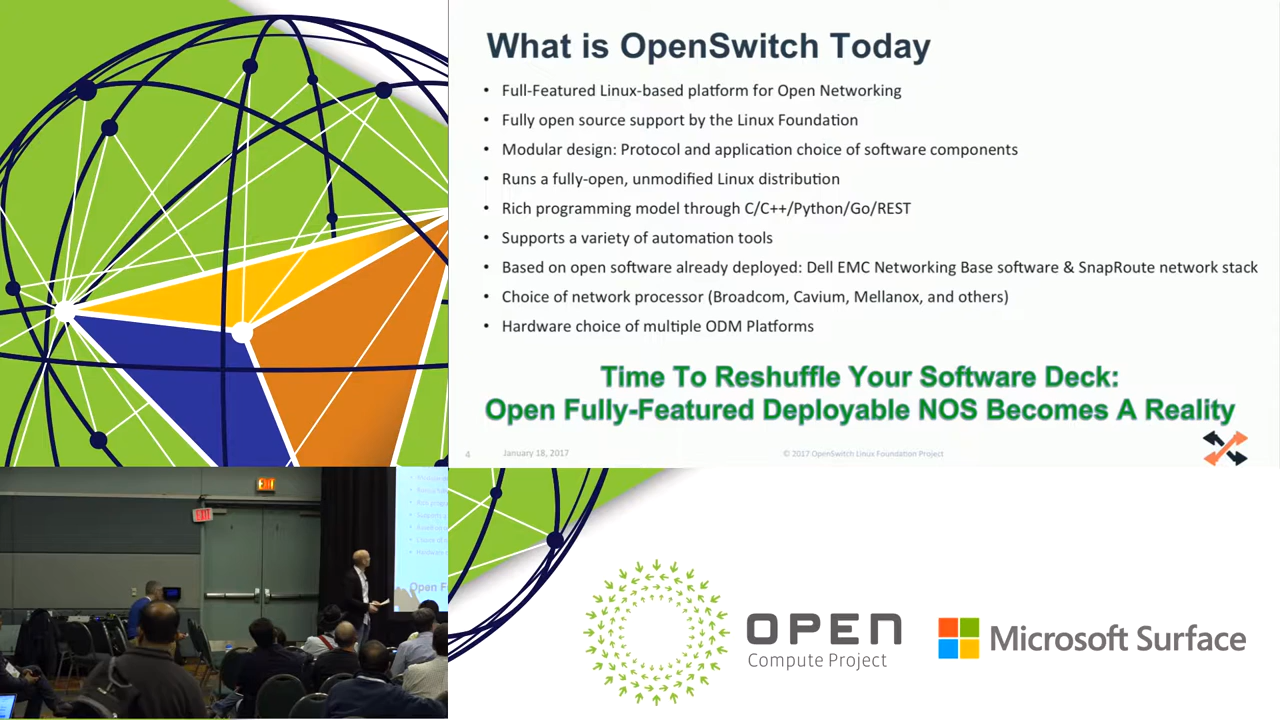 What is OpenSwitch Today
• Full-Featured Linux-based platform for Open Networking
• Fully open source support by the Linux Foundation
• Modular design: Protocol and application choice of software components
• Runs a fully-open, unmodified Linux distribution
• Rich programming model through C/C++/Python/Go/REST
• Supports a variety of automation tools
• Based on open software already deployed: Dell EMC Networking Base software & SnapRoute network stack
• Choice of network processor (Broadcom, Cavium, Mellanox, and others)
• Hardware choice of multiple ODM Platforms
Time To Reshuffle Your Software Deck:
Open Fully-Featured Deployable NOS Becomes A Reality
4 January 18, 2017 © 2017 OpenSwitch Linux Foundation Project
Open F
OPEN
Compute Project
Microsoft Surface